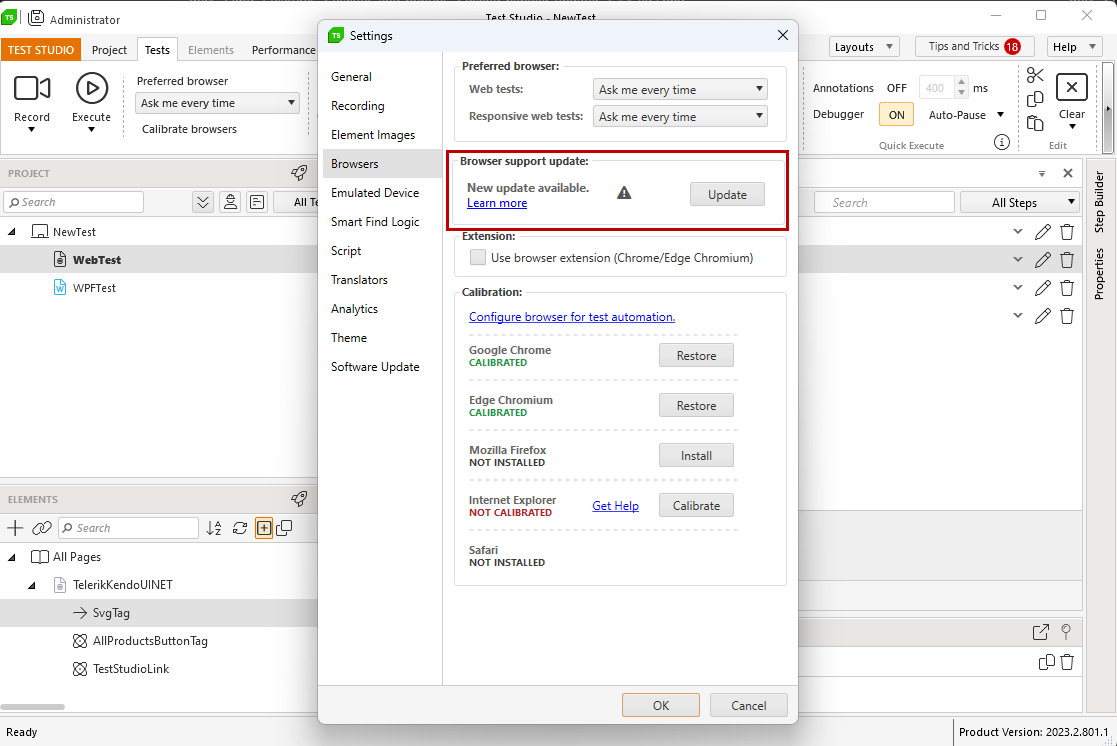 TS
Administrator
Test Studio - NewTest
TEST STUDIO
Project
Tests
Elements
Performance
Layouts
Tips and Tricks
18
Help
Record
Execute
Preferred browser
Ask me every time
Calibrate browsers
Annotations
OFF
400
ms
Debugger
ON
Auto-Pause
Clear
Quick Execute
Edit
PROJECT
Search
All Te
Search
All Steps
NewTest
WebTest
WPFTest
Step Builder
Properties
ELEMENTS
Search
All Pages
TelerikKendoUINET
SvgTag
AllProductsButtonTag
TestStudioLink
TS
Settings
General
Recording
Element Images
Browsers
Emulated Device
Smart Find Logic
Script
Translators
Analytics
Theme
Software Update
Preferred browser:
Web tests:
Ask me every time
Responsive web tests:
Ask me every time
Browser support update:
New update available.
Learn more
Update
Extension:
Use browser extension (Chrome/Edge Chromium)
Calibration:
Configure browser for test automation.
Google Chrome
CALIBRATED
Restore
Edge Chromium
CALIBRATED
Restore
Mozilla Firefox
NOT INSTALLED
Install
Internet Explorer
NOT CALIBRATED
Get Help
Calibrate
Safari
NOT INSTALLED
OK
Cancel
Ready
Product Version: 2023.2.801.1